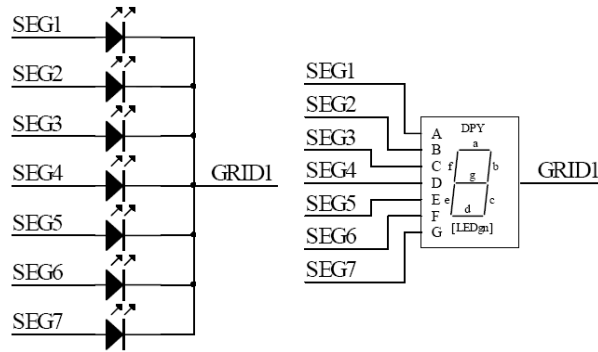 SEG1
SEG2
SEG3
SEG4
SEG5
SEG6
SEG7
GRID1
SEG1
SEG2
SEG3
SEG4
SEG5
SEG6
SEG7
A
B
C
D
E
F
G
DPY
a
f
b
g
e
c
d
[LEDgn]
GRID1